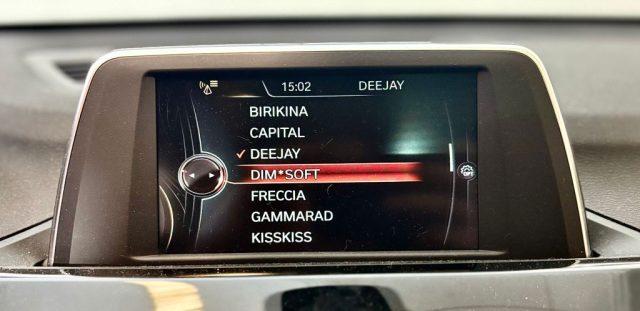 15:02 DEEJAY
BIRIKINA
CAPITAL
DEEJAY
DIM*SOFT
FRECCIA
GAMMARAD
KISSKISS